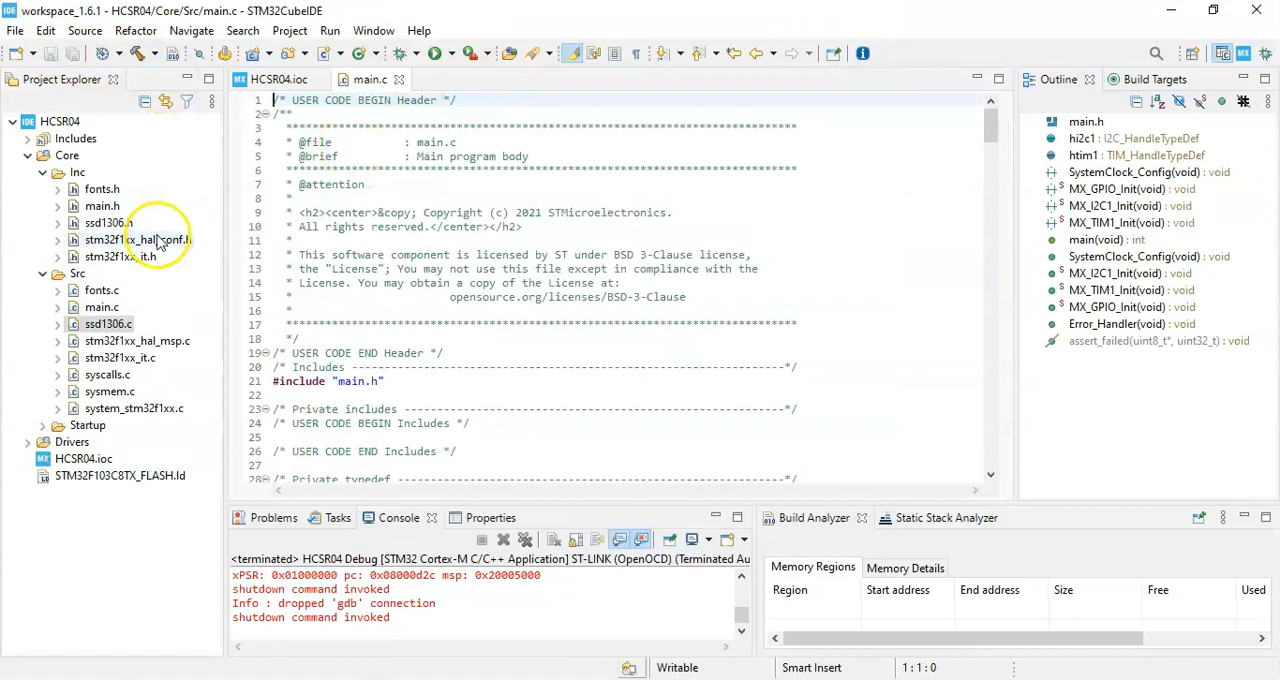 IDE workspace_1.6.1 - HCSR04/Core/Src/main.c - STM32CubeIDE
File Edit Source Refactor Navigate Search Project Run Window Help
Project Explorer
IDE HCSR04
Includes
Core
Inc
fonts.h
main.h
ssd1306.h
stm32f1xx_hal_conf.h
stm32f1xx_it.h
Src
fonts.c
main.c
ssd1306.c
stm32f1xx_hal_msp.c
stm32f1xx_it.c
syscalls.c
sysmem.c
system_stm32f1xx.c
Startup
Drivers
MX HCSR04.ioc
STM32F103C8TX_FLASH.ld
MX HCSR04.ioc
main.c
1 /* USER CODE BEGIN Header */
2 /**
3 ******************************************************************************
4 * @file : main.c
5 * @brief : Main program body
6 ******************************************************************************
7 * @attention
8 *
9 * <h2><center>&copy; Copyright (c) 2021 STMicroelectronics.
10 * All rights reserved.</center></h2>
11 *
12 * This software component is licensed by ST under BSD 3-Clause license,
13 * the "License"; You may not use this file except in compliance with the
14 * License. You may obtain a copy of the License at:
15 * opensource.org/licenses/BSD-3-Clause
16 *
17 ******************************************************************************
18 */
19 /* USER CODE END Header */
20 /* Includes ------------------------------------------------------------------*/
21 #include "main.h"
22
23 /* Private includes ----------------------------------------------------------*/
24 /* USER CODE BEGIN Includes */
25
26 /* USER CODE END Includes */
27
28 /* Private typedef -----------------------------------------------------------*/
Outline
Build Targets
main.h
hi2c1 : I2C_HandleTypeDef
htim1 : TIM_HandleTypeDef
SystemClock_Config(void) : void
MX_GPIO_Init(void) : void
MX_I2C1_Init(void) : void
MX_TIM1_Init(void) : void
main(void) : int
SystemClock_Config(void) : void
MX_I2C1_Init(void) : void
MX_TIM1_Init(void) : void
MX_GPIO_Init(void) : void
Error_Handler(void) : void
assert_failed(uint8_t*, uint32_t) : void
Problems Tasks Console Properties
<terminated> HCSR04 Debug [STM32 Cortex-M C/C++ Application] ST-LINK (OpenOCD) (Terminated Au
xPSR: 0x01000000 pc: 0x08000d2c msp: 0x20005000
shutdown command invoked
Info : dropped 'gdb' connection
shutdown command invoked
Build Analyzer Static Stack Analyzer
Memory Regions Memory Details
Region Start address End address Size Free Used
Writable Smart Insert 1 : 1 : 0